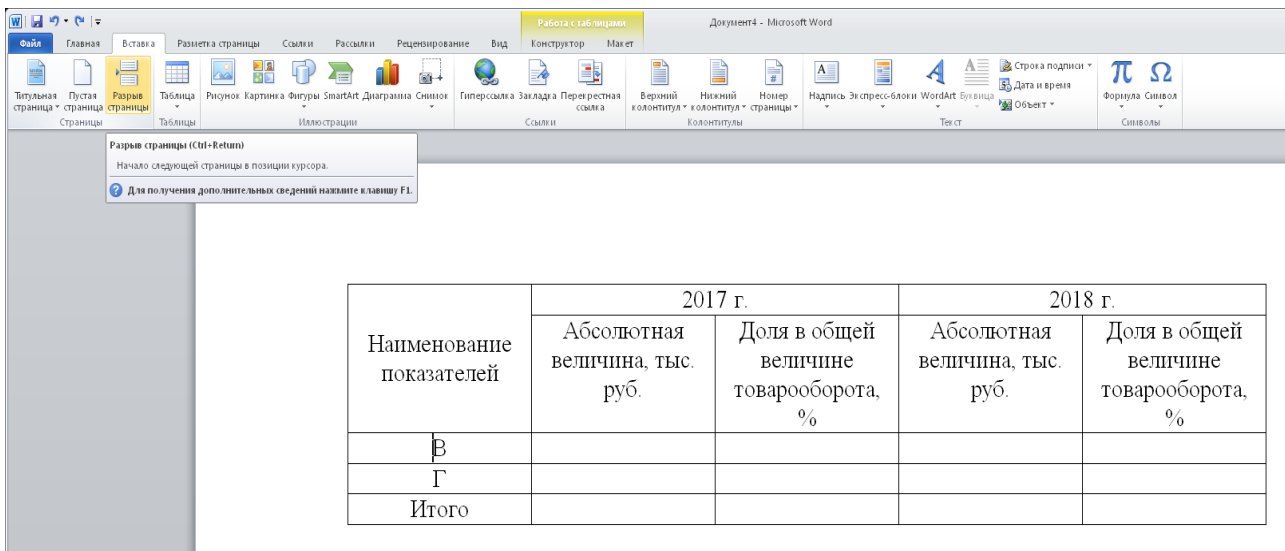 Работа с таблицами
Документ4 - Microsoft Word
Файл Главная Вставка Разметка страницы Ссылки Рассылки Рецензирование Вид Конструктор Макет
Титульная страница
Пустая страница
Разрыв страницы
Таблица
Рисунок Картинка Фигуры SmartArt Диаграмма Снимок
Гиперссылка Закладка Перекрестная ссылка
Верхний колонтитул
Нижний колонтитул
Номер страницы
Надпись Экспресс-блоки WordArt Буквица
Строка подписи
Дата и время
Объект
Формула Символ
Страницы Таблицы Иллюстрации Ссылки Колонтитулы Текст Символы
Разрыв страницы (Ctrl+Return)
Начало следующей страницы в позиции курсора.
Для получения дополнительных сведений нажмите клавишу F1.
Наименование
показателей
2017 г.
2018 г.
Абсолютная
величина, тыс.
руб.
Доля в общей
величине
товарооборота,
%
Абсолютная
величина, тыс.
руб.
Доля в общей
величине
товарооборота,
%
В
Г
Итого